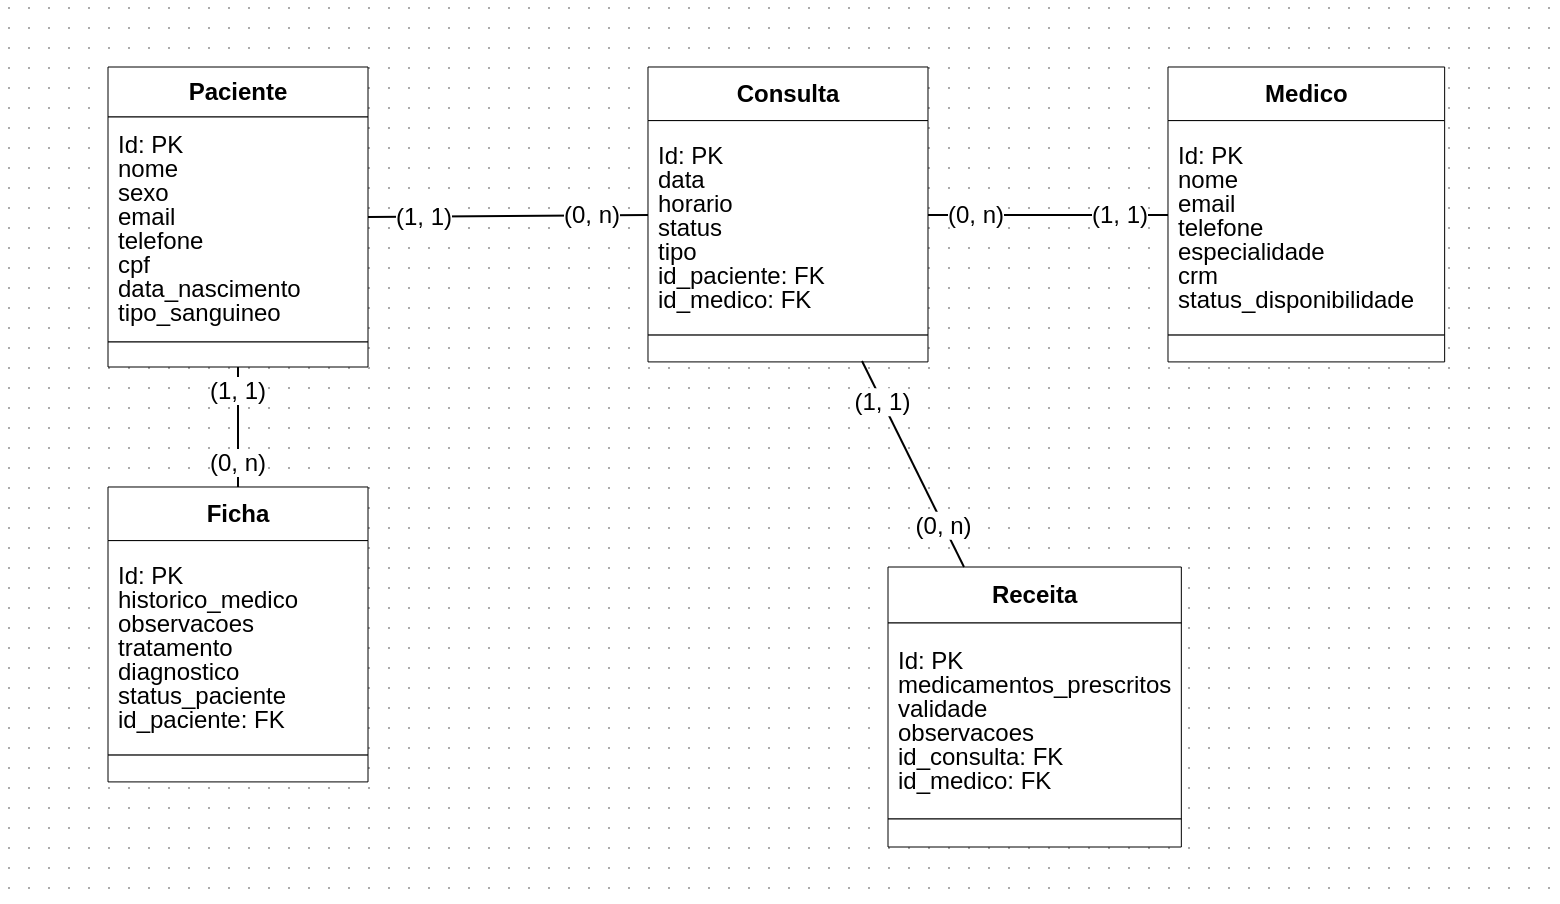 Paciente
Id: PK
nome
sexo
email
telefone
cpf
data_nascimento
tipo_sanguineo
(1, 1)
(0, n)
Consulta
Id: PK
data
horario
status
tipo
id_paciente: FK
id_medico: FK
(0, n)
(1, 1)
Medico
Id: PK
nome
email
telefone
especialidade
crm
status_disponibilidade
(1, 1)
(0, n)
Ficha
Id: PK
historico_medico
observacoes
tratamento
diagnostico
status_paciente
id_paciente: FK
(1, 1)
(0, n)
Receita
Id: PK
medicamentos_prescritos
validade
observacoes
id_consulta: FK
id_medico: FK